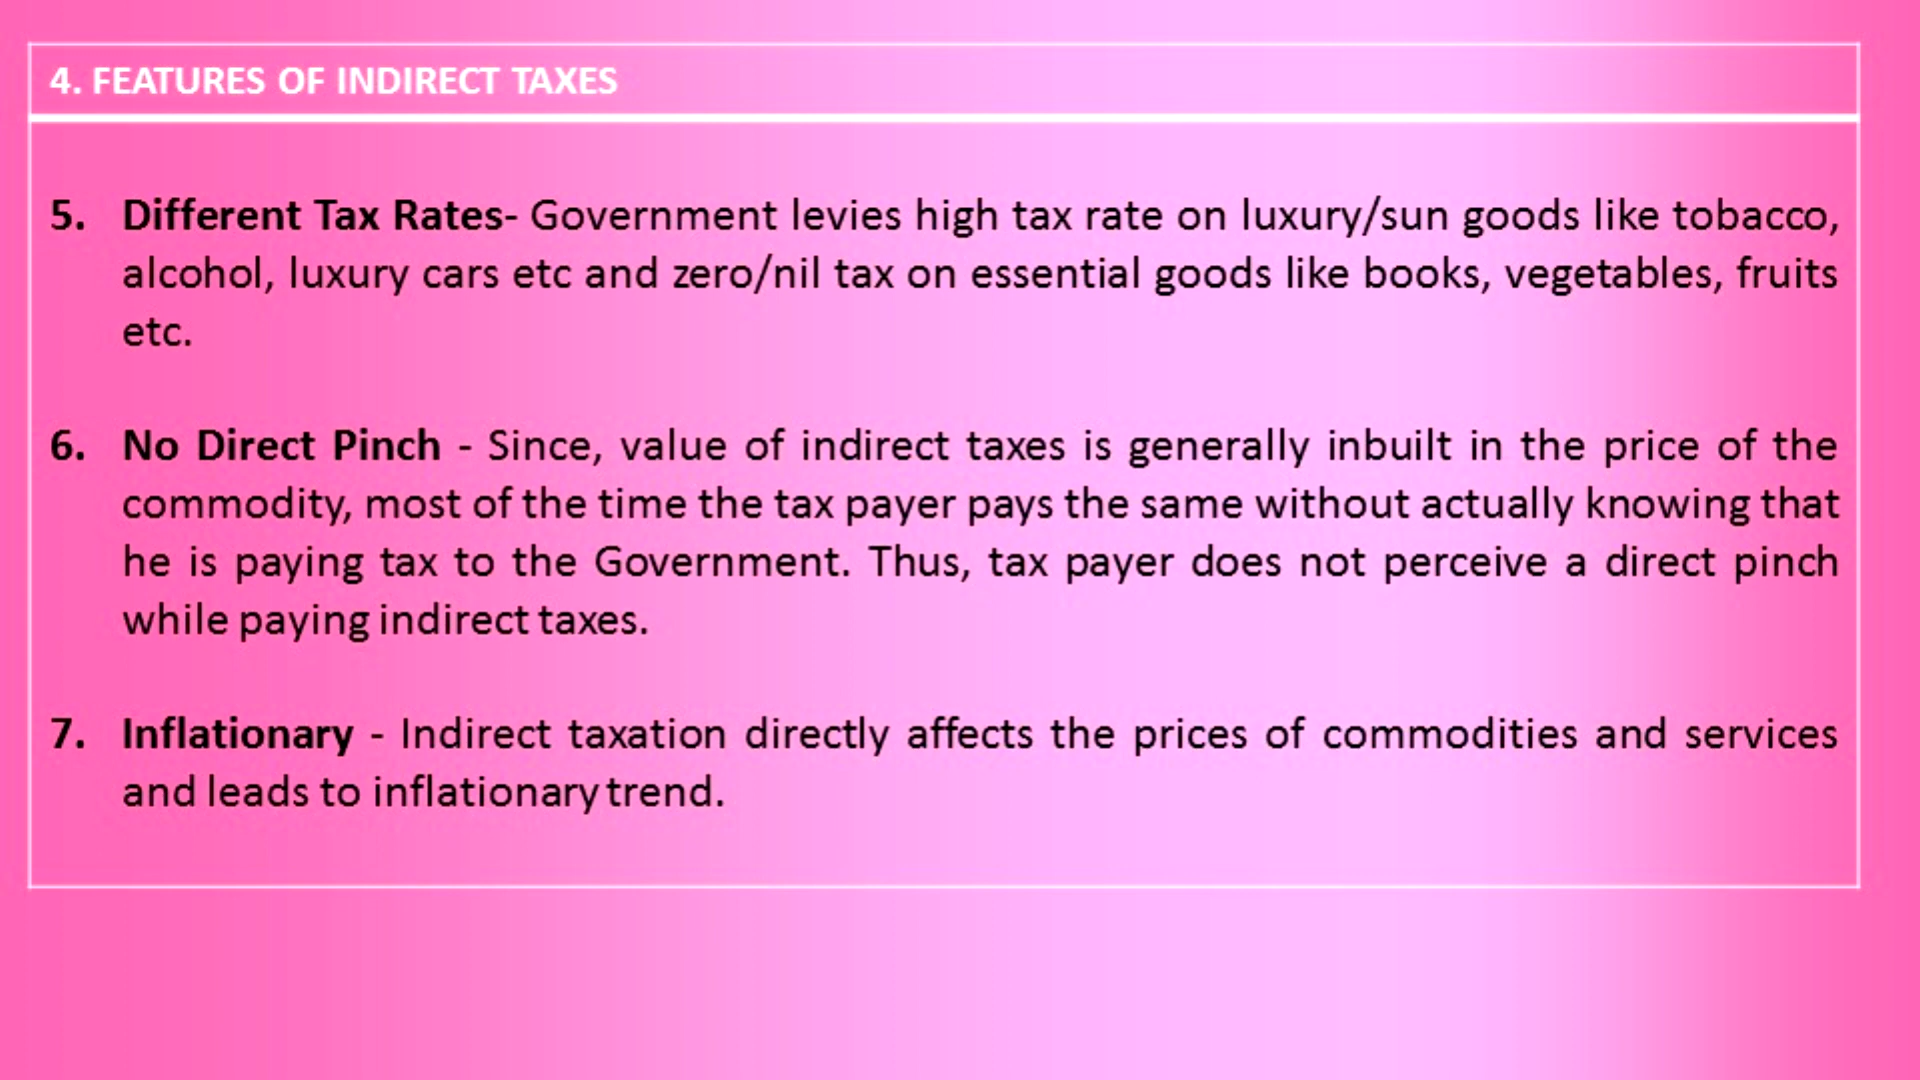 4. FEATURES OF INDIRECT TAXES
5. Different Tax Rates- Government levies high tax rate on luxury/sun goods like tobacco,
alcohol, luxury cars etc and zero/nil tax on essential goods like books, vegetables, fruits
etc.
6. No Direct Pinch - Since, value of indirect taxes is generally inbuilt in the price of the
commodity, most of the time the tax payer pays the same without actually knowing that
he is paying tax to the Government. Thus, tax payer does not perceive a direct pinch
while paying indirect taxes.
7. Inflationary - Indirect taxation directly affects the prices of commodities and services
and leads to inflationary trend.